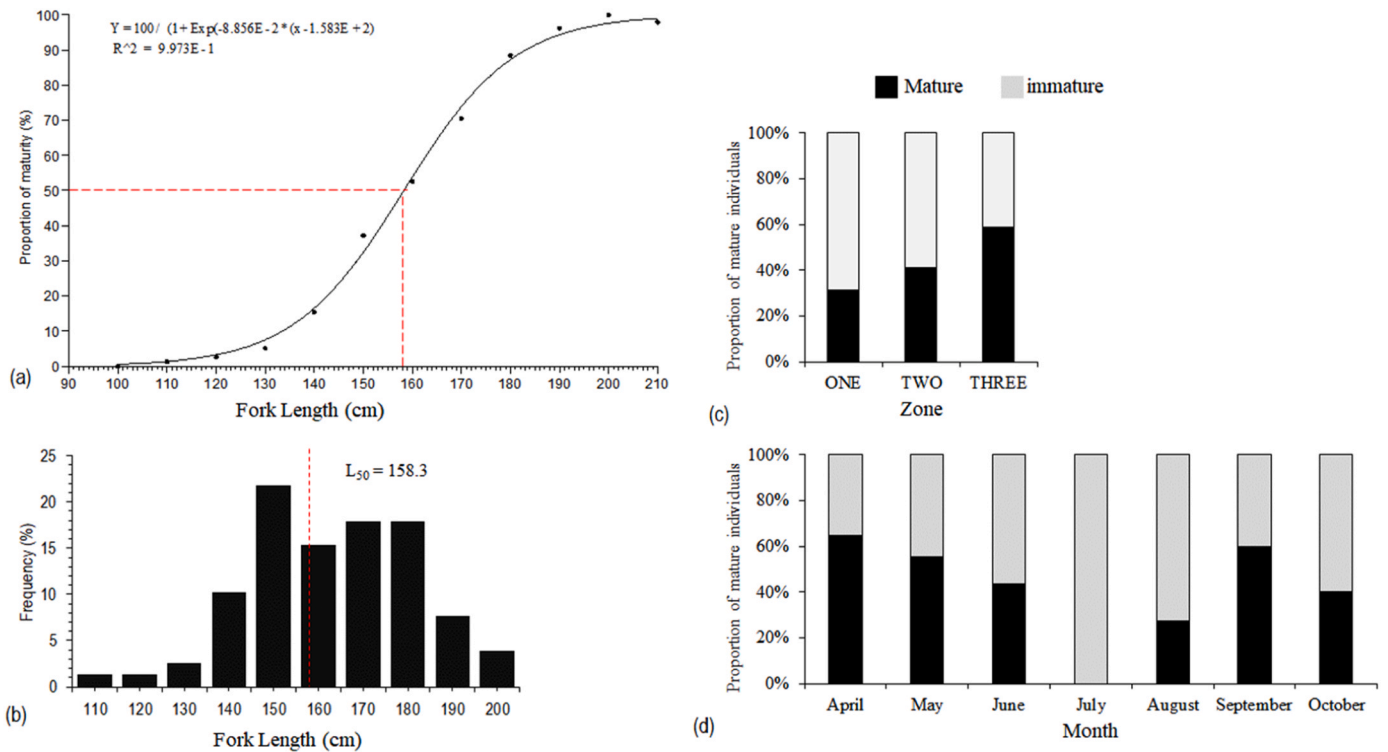 Y = 100 / (1+ Exp(-8.856E - 2 * (x -1.583E + 2)
R^2 = 9.973E - 1
100
90
80
70
60
50
40
30
20
10
0
Proportion of maturity (%)
90 100 110 120 130 140 150 160 170 180 190 200 210
Fork Length (cm)
(a)
Mature immature
100%
80%
60%
40%
20%
0%
Proportion of mature individuals
ONE TWO THREE
Zone
(c)
L50 = 158.3
25
20
15
10
5
0
Frequency (%)
110 120 130 140 150 160 170 180 190 200
Fork Length (cm)
(b)
100%
80%
60%
40%
20%
0%
Proportion of mature individuals
April May June July August September October
Month
(d)